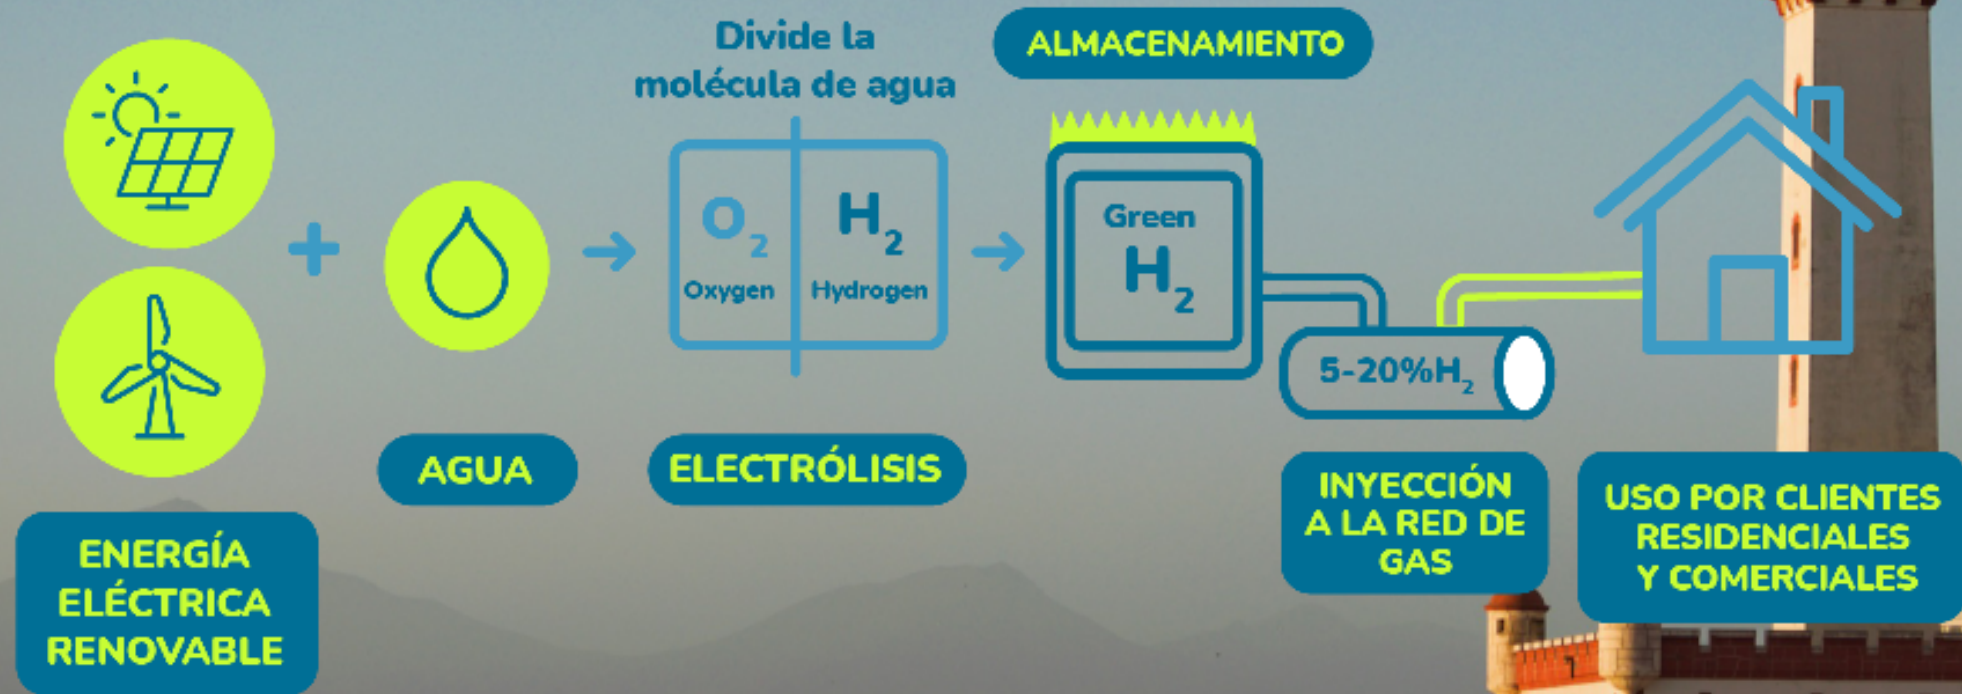 Divide la
molécula de agua
ALMACENAMIENTO
O₂
Oxygen
H₂
Hydrogen
Green
H₂
5-20%H₂
AGUA
ELECTRÓLISIS
INYECCIÓN
A LA RED DE
GAS
USO POR CLIENTES
RESIDENCIALES
Y COMERCIALES
ENERGÍA
ELÉCTRICA
RENOVABLE